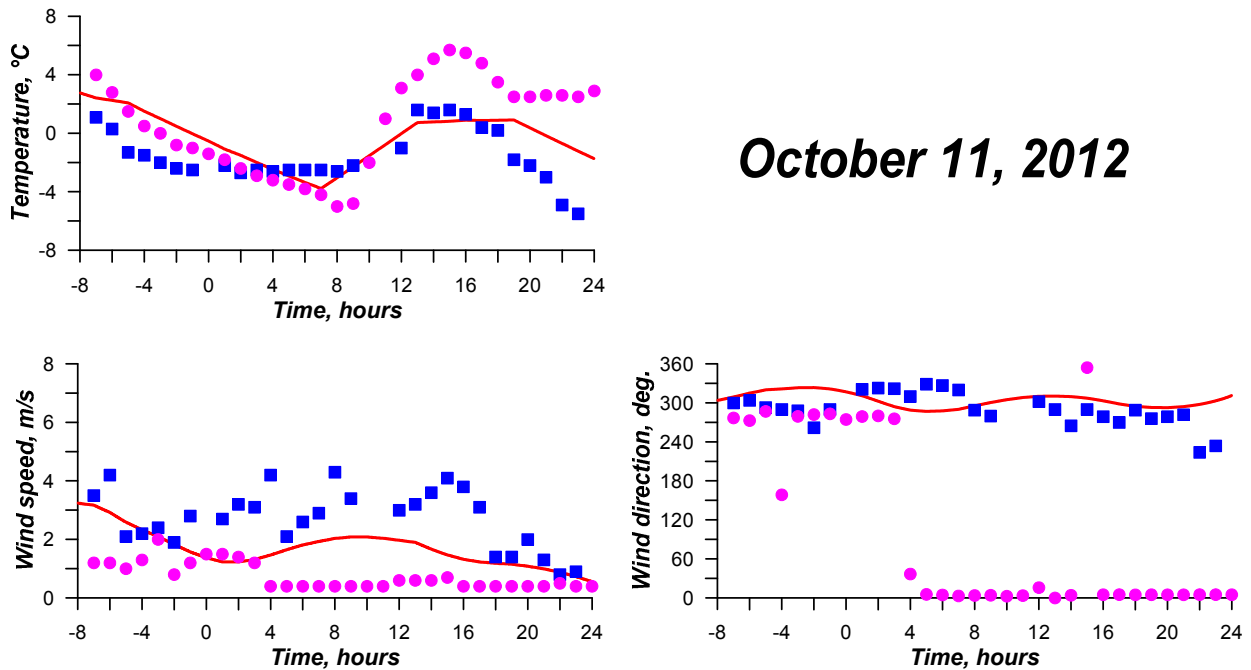 Temperature, °C
8
4
0
-4
-8
-8 -4 0 4 8 12 16 20 24
Time, hours
October 11, 2012
Wind speed, m/s
8
6
4
2
0
-8 -4 0 4 8 12 16 20 24
Time, hours
Wind direction, deg.
360
300
240
180
120
60
0
-8 -4 0 4 8 12 16 20 24
Time, hours